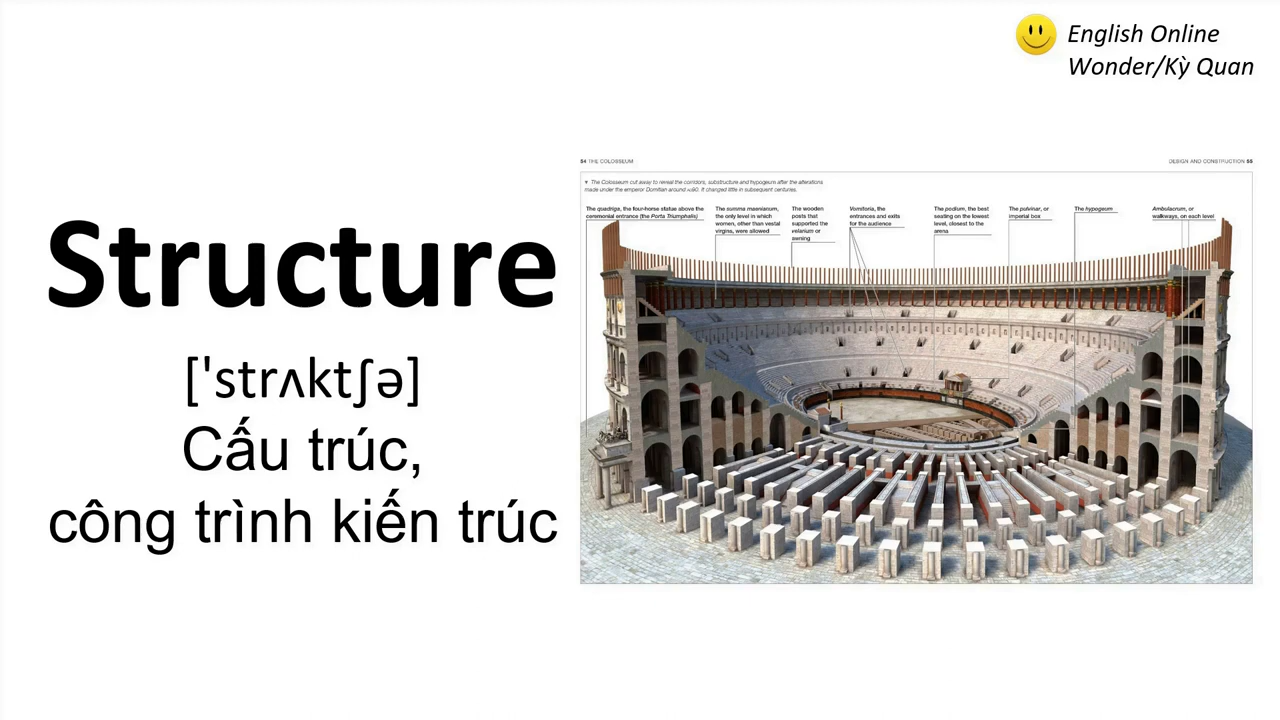 English Online
Wonder/Kỳ Quan
Structure
['strʌktʃə]
Cấu trúc,
công trình kiến trúc
54 THE COLOSSEUM
DESIGN AND CONSTRUCTION 55
▼ The Colosseum cut away to reveal the corridors, substructure and hypogeum after the alterations
made under the emperor Domitian around AD90. It changed little in subsequent centuries.
The quadriga, the four-horse statue above the
ceremonial entrance (the Porta Triumphalis)
The summa maenianum,
the only level in which
women, other than vestal
virgins, were allowed
The wooden
posts that
supported the
velarium or
awning
Vomitoria, the
entrances and exits
for the audience
The podium, the best
seating on the lowest
level, closest to the
arena
The pulvinar, or
imperial box
The hypogeum
Ambulacrum, or
walkways, on each level